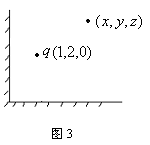 (x, y, z)
q(1,2,0)
图 3